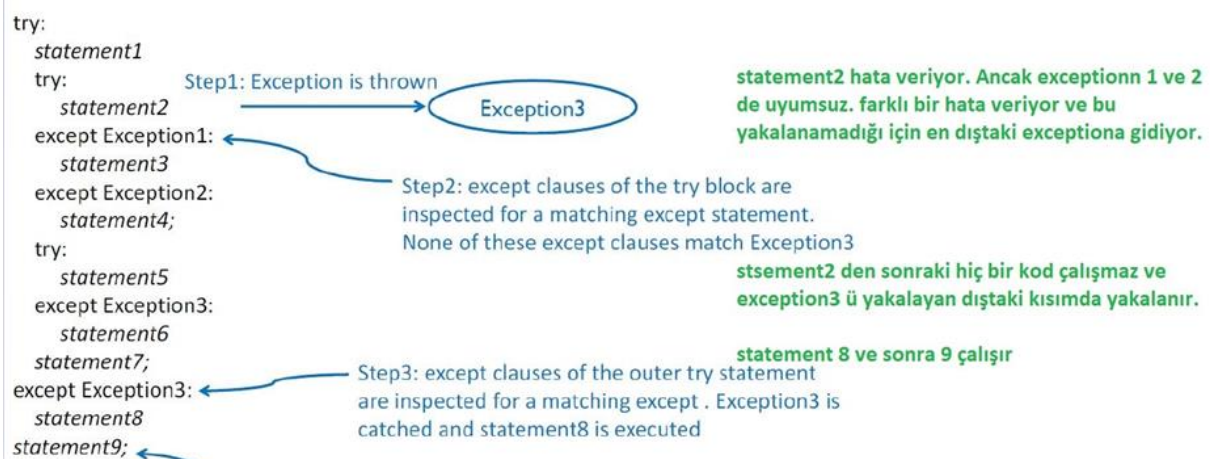 try:
statement1
try:
Step1: Exception is thrown
statement2
Exception3
statement2 hata veriyor. Ancak exceptionn 1 ve 2
de uyumsuz. farklı bir hata veriyor ve bu
yakalanamadığı için en dıştaki exceptiona gidiyor.
except Exception1:
statement3
except Exception2:
statement4;
Step2: except clauses of the try block are
inspected for a matching except statement.
None of these except clauses match Exception3
try:
statement5
except Exception3:
statement6
statement7;
stsement2 den sonraki hiç bir kod çalışmaz ve
exception3 ü yakalayan dıştaki kısımda yakalanır.
statement 8 ve sonra 9 çalışır
except Exception3:
statement8
statement9;
Step3: except clauses of the outer try statement
are inspected for a matching except . Exception3 is
catched and statement8 is executed